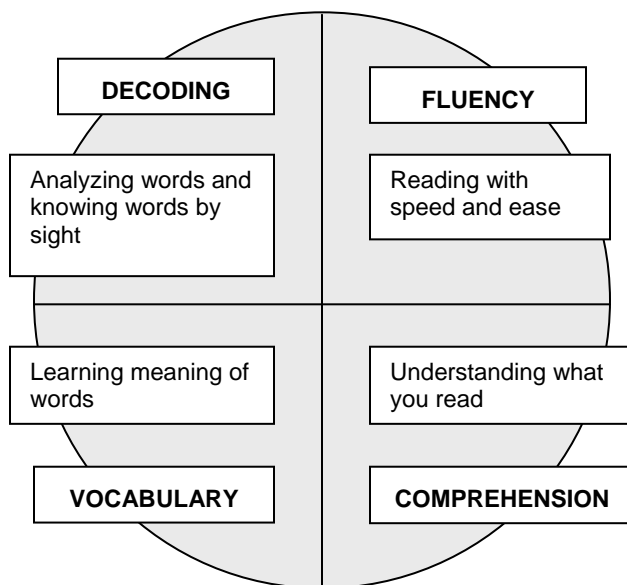 DECODING
Analyzing words and
knowing words by
sight
FLUENCY
Reading with
speed and ease
Learning meaning of
words
VOCABULARY
Understanding what
you read
COMPREHENSION